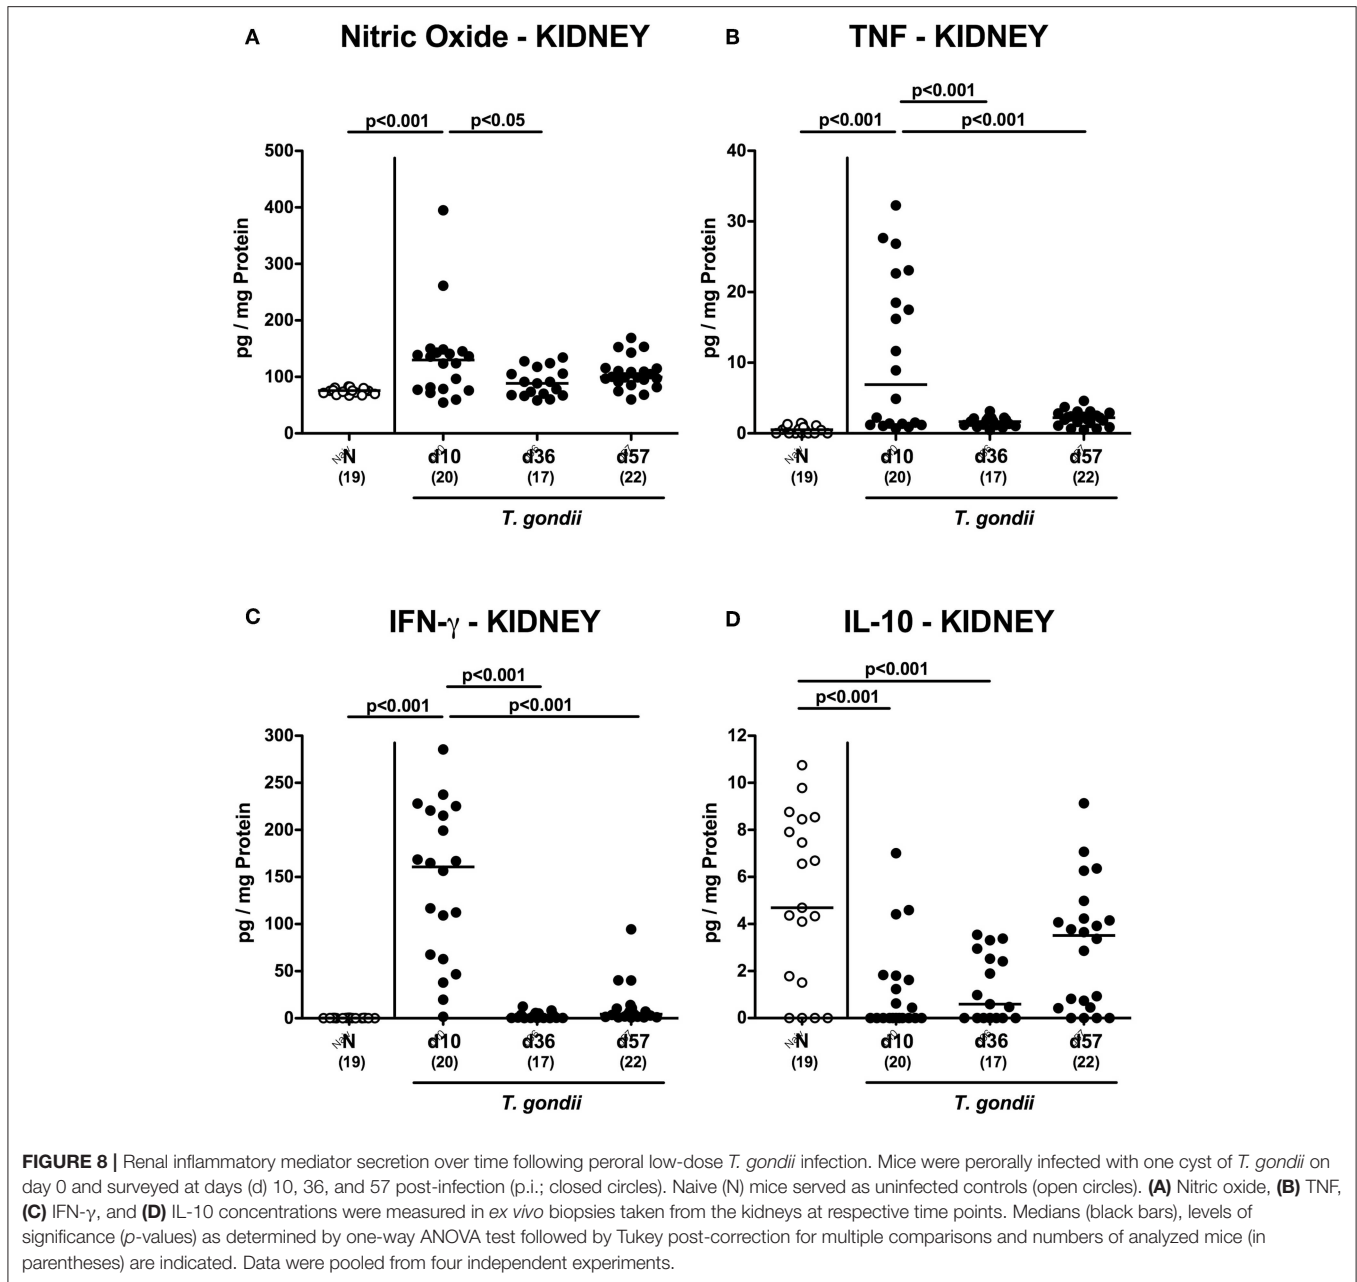 A
Nitric Oxide - KIDNEY
p<0.001
p<0.05
500
400
300
200
100
0
pg / mg Protein
N
d10
d36
d57
(19)
(20)
(17)
(22)
T. gondii
B
TNF - KIDNEY
p<0.001
p<0.001
p<0.001
40
30
20
10
0
pg / mg Protein
N
d10
d36
d57
(19)
(20)
(17)
(22)
T. gondii
C
IFN-γ - KIDNEY
p<0.001
p<0.001
p<0.001
300
250
200
150
100
50
0
pg / mg Protein
N
d10
d36
d57
(19)
(20)
(17)
(22)
T. gondii
D
IL-10 - KIDNEY
p<0.001
p<0.001
12
10
8
6
4
2
0
pg / mg Protein
N
d10
d36
d57
(19)
(20)
(17)
(22)
T. gondii
FIGURE 8 | Renal inflammatory mediator secretion over time following peroral low-dose T. gondii infection. Mice were perorally infected with one cyst of T. gondii on
day 0 and surveyed at days (d) 10, 36, and 57 post-infection (p.i.; closed circles). Naive (N) mice served as uninfected controls (open circles). (A) Nitric oxide, (B) TNF,
(C) IFN-γ, and (D) IL-10 concentrations were measured in ex vivo biopsies taken from the kidneys at respective time points. Medians (black bars), levels of
significance (p-values) as determined by one-way ANOVA test followed by Tukey post-correction for multiple comparisons and numbers of analyzed mice (in
parentheses) are indicated. Data were pooled from four independent experiments.